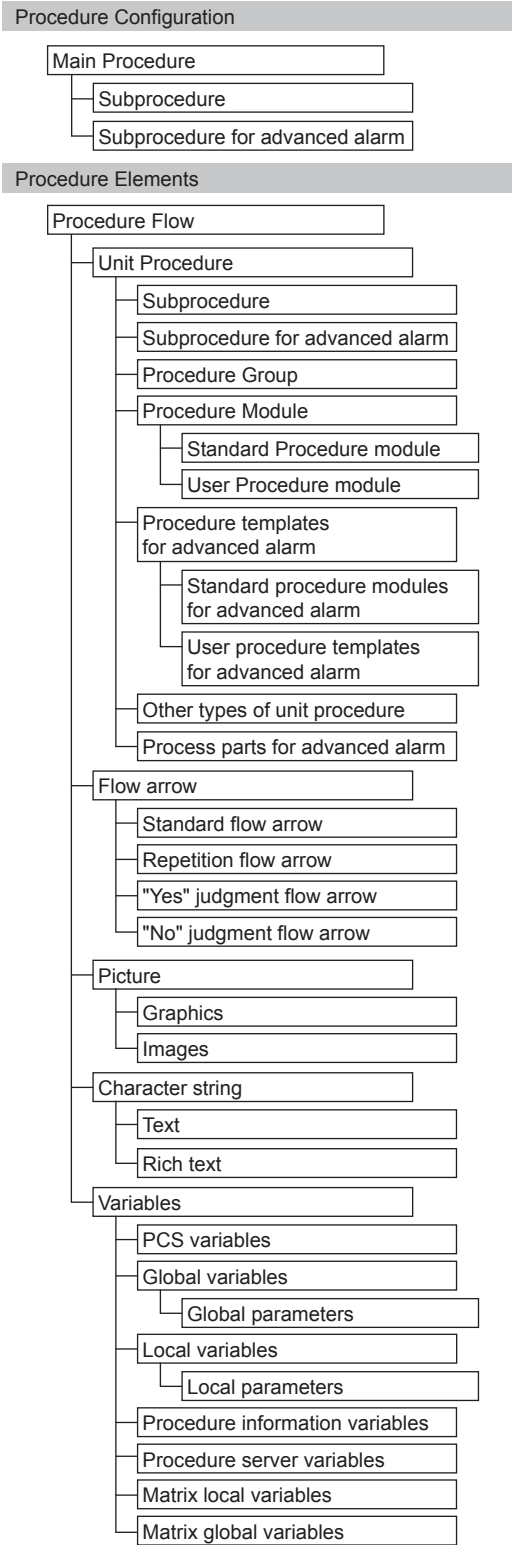 Procedure Configuration
Main Procedure
Subprocedure
Subprocedure for advanced alarm
Procedure Elements
Procedure Flow
Unit Procedure
Subprocedure
Subprocedure for advanced alarm
Procedure Group
Procedure Module
Standard Procedure module
User Procedure module
Procedure templates
for advanced alarm
Standard procedure modules
for advanced alarm
User procedure templates
for advanced alarm
Other types of unit procedure
Process parts for advanced alarm
Flow arrow
Standard flow arrow
Repetition flow arrow
"Yes" judgment flow arrow
"No" judgment flow arrow
Picture
Graphics
Images
Character string
Text
Rich text
Variables
PCS variables
Global variables
Global parameters
Local variables
Local parameters
Procedure information variables
Procedure server variables
Matrix local variables
Matrix global variables